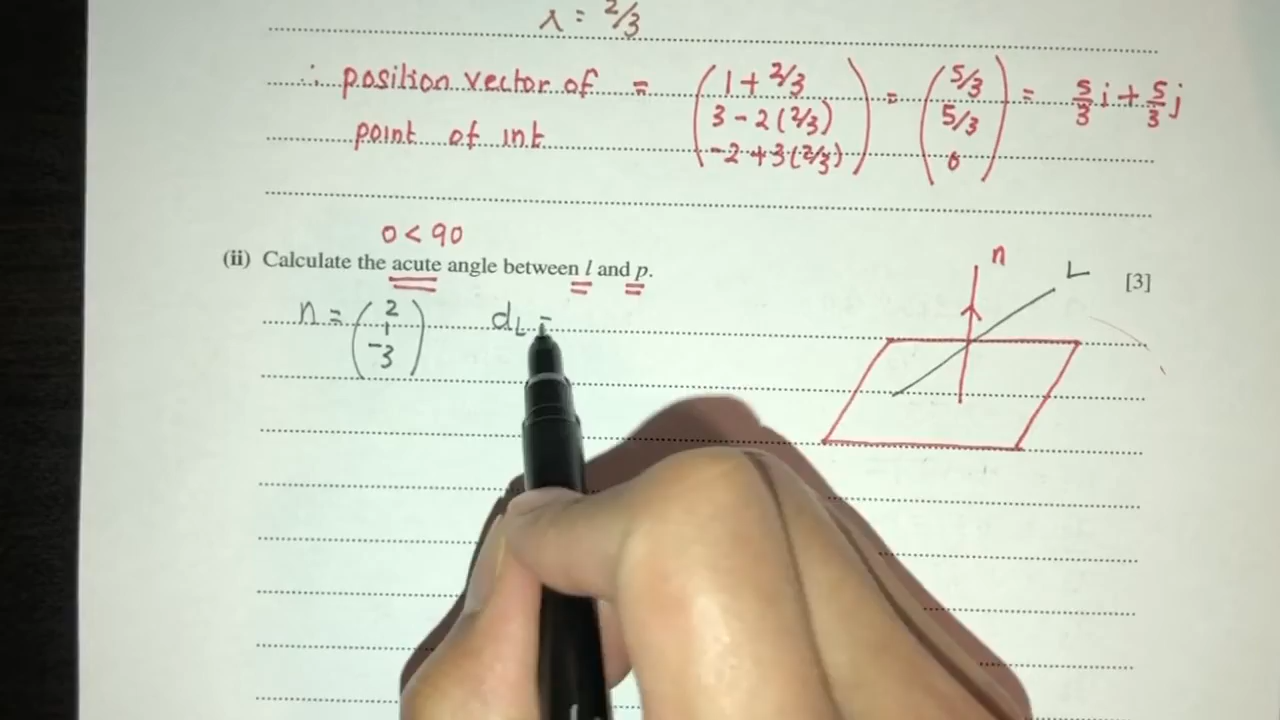 λ = 2/3
∴ position vector of = (1 + 2/3) = (5/3) = 5/3 i + 5/3 j
3 - 2(2/3) 5/3
point of int -2 + 3(2/3) 0
0 < 90
(ii) Calculate the acute angle between l and p. [3]
n = (2 dL =
1
-3)
n
L